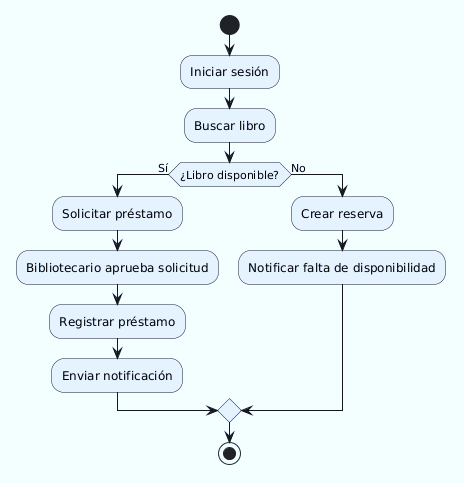 Iniciar sesión
Buscar libro
¿Libro disponible?
Sí
No
Solicitar préstamo
Bibliotecario aprueba solicitud
Registrar préstamo
Enviar notificación
Crear reserva
Notificar falta de disponibilidad